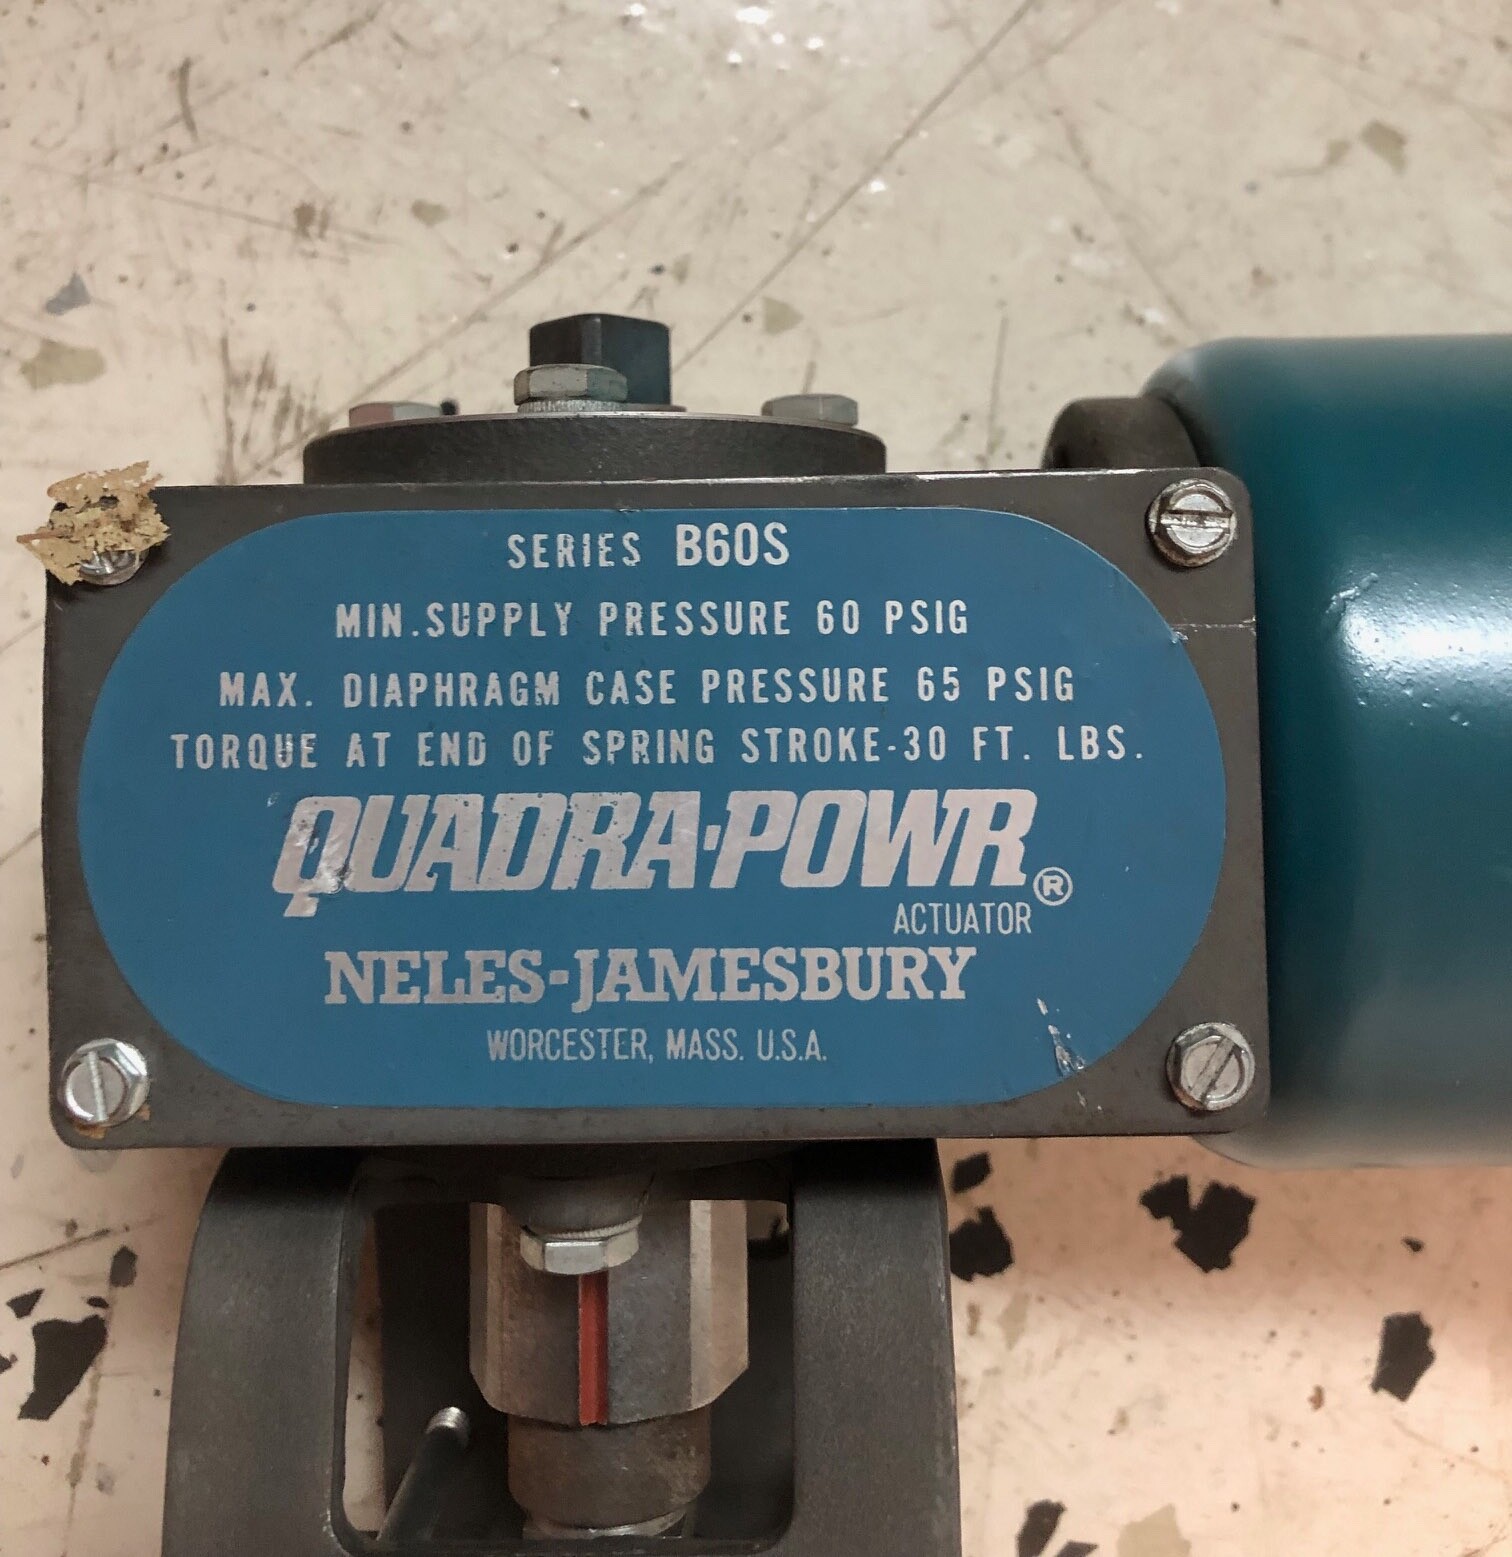 SERIES B60S
MIN.SUPPLY PRESSURE 60 PSIG
MAX. DIAPHRAGM CASE PRESSURE 65 PSIG
TORQUE AT END OF SPRING STROKE-30 FT. LBS.
QUADRA-POWR®
ACTUATOR
NELES-JAMESBURY
WORCESTER, MASS. U.S.A.